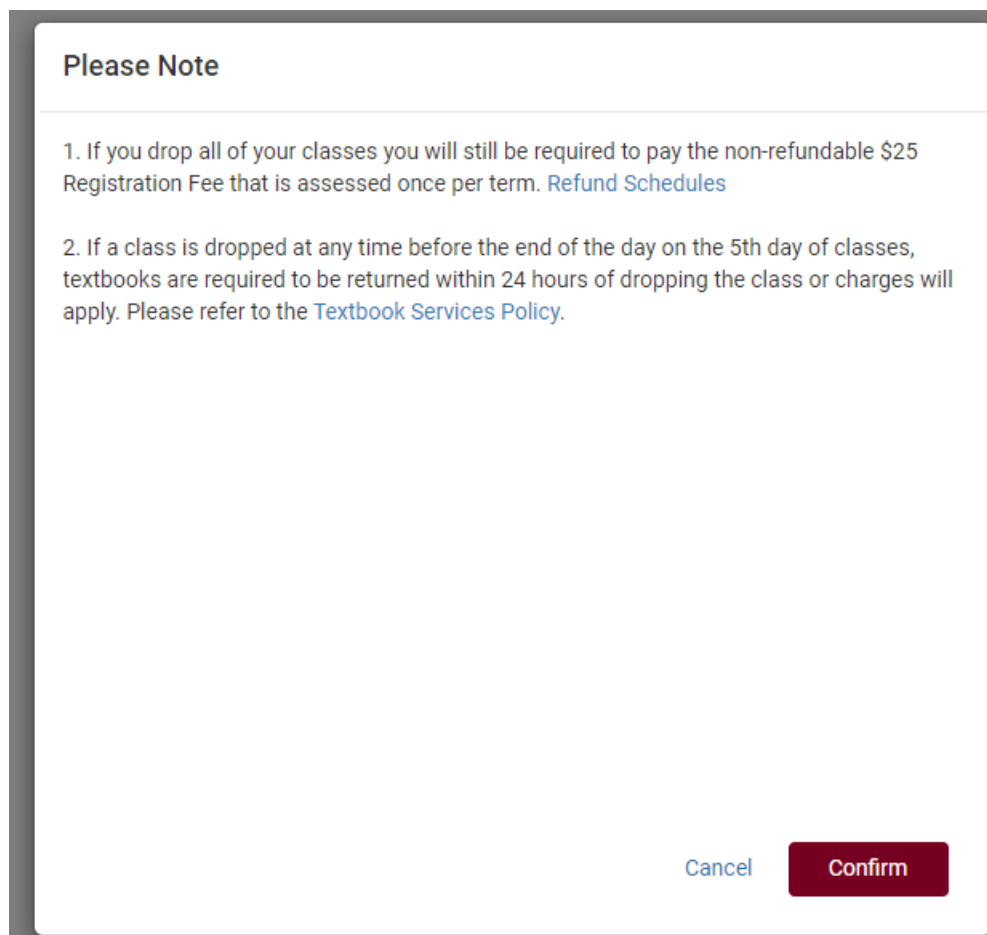 Please Note
1. If you drop all of your classes you will still be required to pay the non-refundable $25
Registration Fee that is assessed once per term. Refund Schedules
2. If a class is dropped at any time before the end of the day on the 5th day of classes,
textbooks are required to be returned within 24 hours of dropping the class or charges will
apply. Please refer to the Textbook Services Policy.
Cancel Confirm